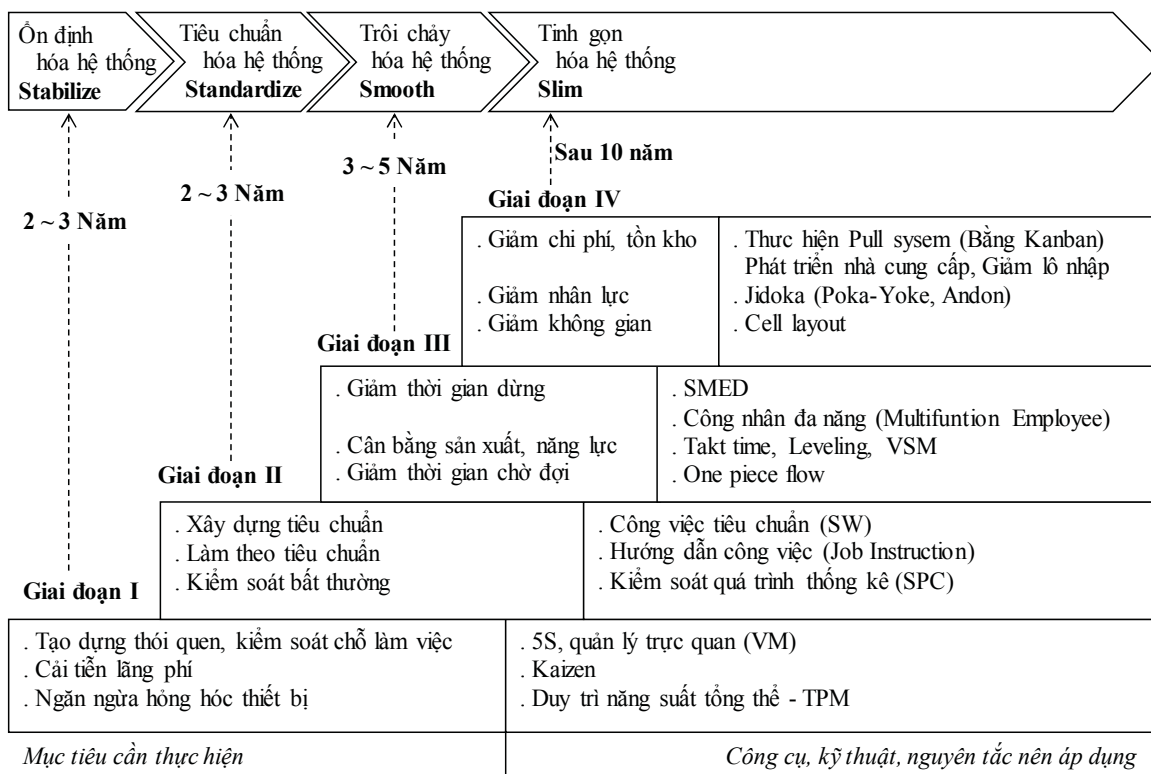 Ổn định
hóa hệ thống
Stabilize
Tiêu chuẩn
hóa hệ thống
Standardize
Trôi chảy
hóa hệ thống
Smooth
Tinh gọn
hóa hệ thống
Slim
Sau 10 năm
3 ~ 5 Năm
2 ~ 3 Năm
2 ~ 3 Năm
Giai đoạn IV
. Giảm chi phí, tồn kho
. Giảm nhân lực
. Giảm không gian
. Thưc hiện Pull sysem (Bằng Kanban)
Phát triển nhà cung cấp, Giảm lô nhập
. Jidoka (Poka-Yoke, Andon)
. Cell layout
Giai đoạn III
. Giảm thời gian dừng
. Cân bằng sản xuất, năng lực
. Giảm thời gian chờ đợi
. SMED
. Công nhân đa năng (Multifuntion Employee)
. Takt time, Leveling, VSM
. One piece flow
Giai đoạn II
. Xây dựng tiêu chuẩn
. Làm theo tiêu chuẩn
. Kiểm soát bất thường
. Công việc tiêu chuẩn (SW)
. Hướng dẫn công việc (Job Instruction)
. Kiểm soát quá trình thống kê (SPC)
Giai đoạn I
. Tạo dựng thói quen, kiểm soát chỗ làm việc
. Cải tiến lãng phí
. Ngăn ngừa hỏng hóc thiết bị
. 5S, quản lý trực quan (VM)
. Kaizen
. Duy trì năng suất tổng thể - TPM
Mục tiêu cần thực hiện
Công cụ, kỹ thuật, nguyên tắc nên áp dụng